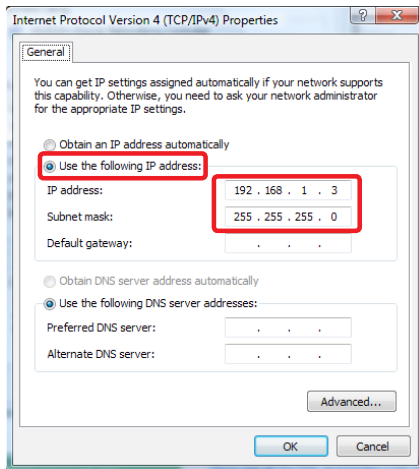 Internet Protocol Version 4 (TCP/IPv4) Properties
General
You can get IP settings assigned automatically if your network supports
this capability. Otherwise, you need to ask your network administrator
for the appropriate IP settings.
Obtain an IP address automatically
Use the following IP address:
IP address: 192 . 168 . 1 . 3
Subnet mask: 255 . 255 . 255 . 0
Default gateway: . . .
Obtain DNS server address automatically
Use the following DNS server addresses:
Preferred DNS server: . . .
Alternate DNS server: . . .
Advanced...
OK Cancel